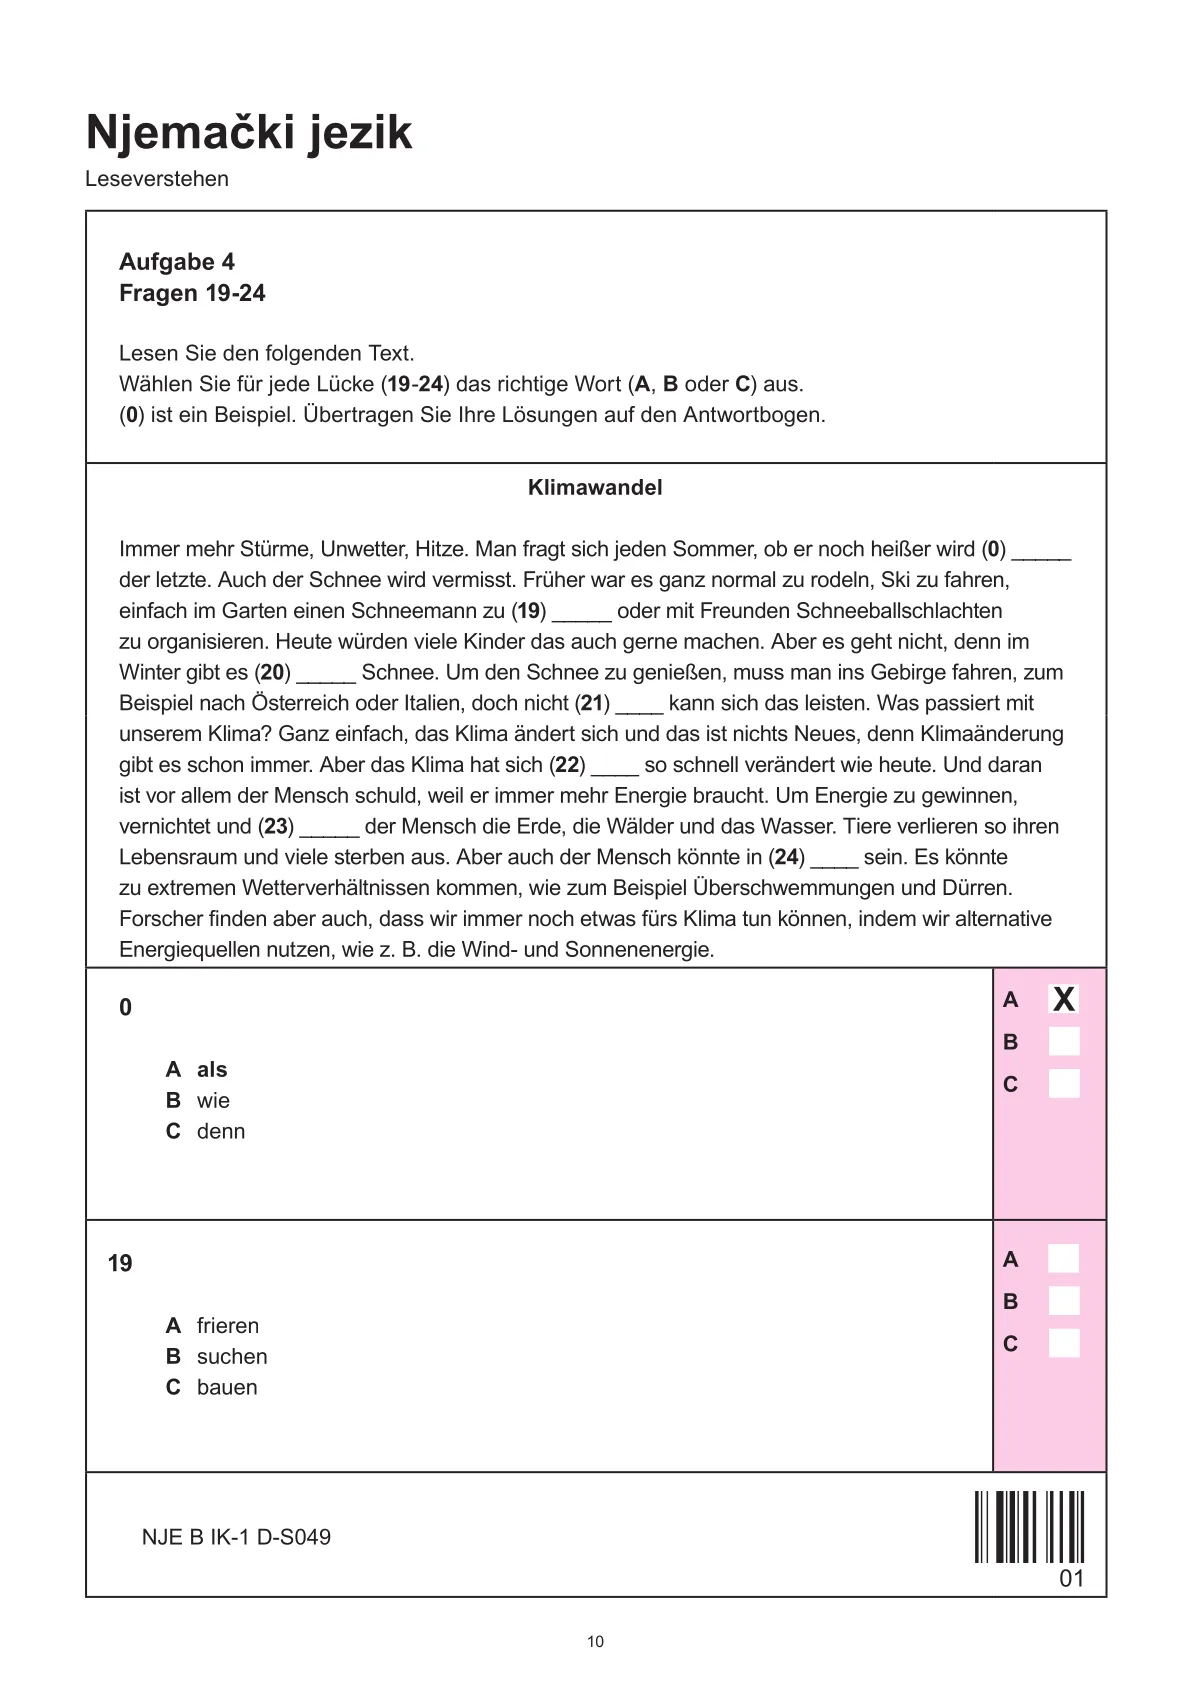 Njemački jezik
Leseverstehen
Aufgabe 4
Fragen 19-24
Lesen Sie den folgenden Text.
Wählen Sie für jede Lücke (19-24) das richtige Wort (A, B oder C) aus.
(0) ist ein Beispiel. Übertragen Sie Ihre Lösungen auf den Antwortbogen.
Klimawandel
Immer mehr Stürme, Unwetter, Hitze. Man fragt sich jeden Sommer, ob er noch heißer wird (0) _____
der letzte. Auch der Schnee wird vermisst. Früher war es ganz normal zu rodeln, Ski zu fahren,
einfach im Garten einen Schneemann zu (19) _____ oder mit Freunden Schneeballschlachten
zu organisieren. Heute würden viele Kinder das auch gerne machen. Aber es geht nicht, denn im
Winter gibt es (20) _____ Schnee. Um den Schnee zu genießen, muss man ins Gebirge fahren, zum
Beispiel nach Österreich oder Italien, doch nicht (21) ____ kann sich das leisten. Was passiert mit
unserem Klima? Ganz einfach, das Klima ändert sich und das ist nichts Neues, denn Klimaänderung
gibt es schon immer. Aber das Klima hat sich (22) ____ so schnell verändert wie heute. Und daran
ist vor allem der Mensch schuld, weil er immer mehr Energie braucht. Um Energie zu gewinnen,
vernichtet und (23) _____ der Mensch die Erde, die Wälder und das Wasser. Tiere verlieren so ihren
Lebensraum und viele sterben aus. Aber auch der Mensch könnte in (24) ____ sein. Es könnte
zu extremen Wetterverhältnissen kommen, wie zum Beispiel Überschwemmungen und Dürren.
Forscher finden aber auch, dass wir immer noch etwas fürs Klima tun können, indem wir alternative
Energiequellen nutzen, wie z. B. die Wind- und Sonnenenergie.
0
A als
B wie
C denn
A X
B
C
19
A frieren
B suchen
C bauen
A
B
C
NJE B IK-1 D-S049
01
10